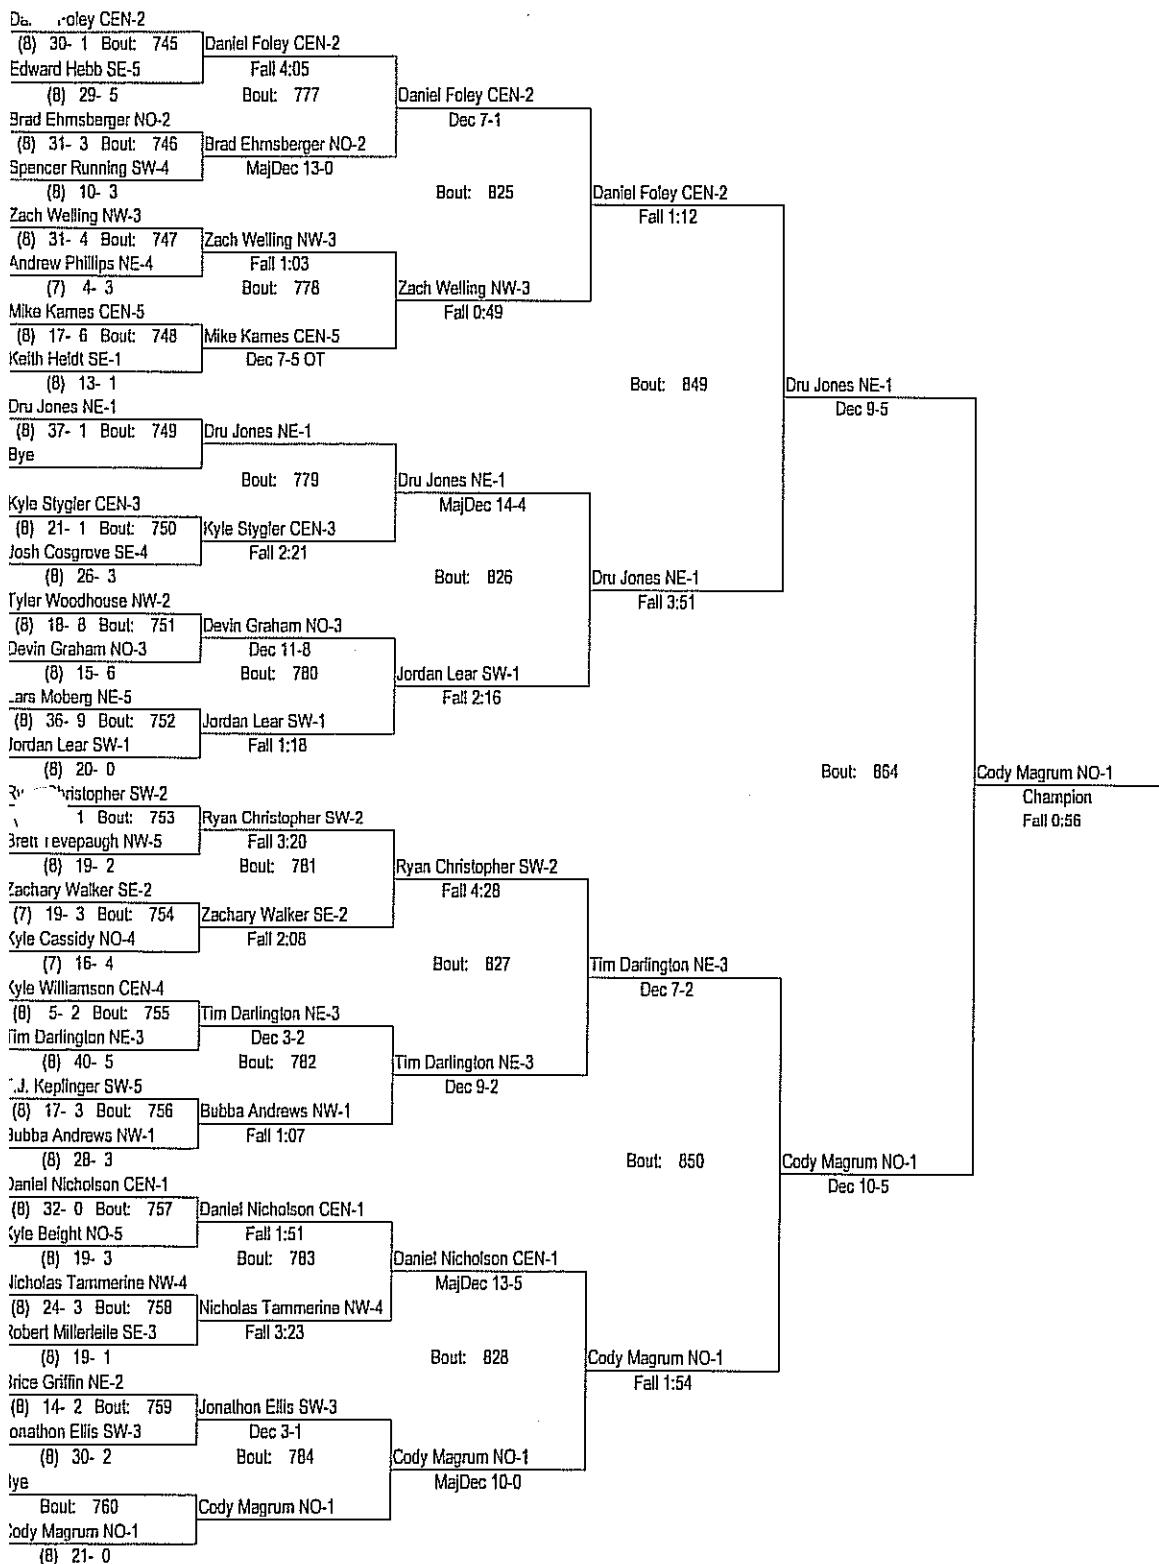 Foley CEN-2
(8) 30- 1 Bout: 745
Edward Hebb SE-5
(8) 29- 5
Brad Ehrnsberger NO-2
(8) 31- 3 Bout: 746
Spencer Running SW-4
(8) 10- 3
Zach Welling NW-3
(8) 31- 4 Bout: 747
Andrew Phillips NE-4
(7) 4- 3
Mike Karnes CEN-5
(8) 17- 6 Bout: 748
Keith Heldt SE-1
(8) 13- 1
Dru Jones NE-1
(8) 37- 1 Bout: 749
Bye
Kyle Stygler CEN-3
(8) 21- 1 Bout: 750
Josh Cosgrove SE-4
(8) 26- 3
Tyler Woodhouse NW-2
(8) 18- 8 Bout: 751
Devin Graham NO-3
(8) 15- 6
Lars Moberg NE-5
(8) 36- 9 Bout: 752
Jordan Lear SW-1
(8) 20- 0
Christopher SW-2
1 Bout: 753
Brett Tevepaugh NW-5
(8) 19- 2
Zachary Walker SE-2
(7) 19- 3 Bout: 754
Kyle Cassidy NO-4
(7) 16- 4
Kyle Williamson CEN-4
(8) 5- 2 Bout: 755
Tim Darlington NE-3
(8) 40- 5
T.J. Keplinger SW-5
(8) 17- 3 Bout: 756
Bubba Andrews NW-1
(8) 28- 3
Daniel Nicholson CEN-1
(8) 32- 0 Bout: 757
Kyle Beight NO-5
(8) 19- 3
Nicholas Tammerine NW-4
(8) 24- 3 Bout: 758
Robert Millerleile SE-3
(8) 19- 1
Brice Griffin NE-2
(8) 14- 2 Bout: 759
Jonathon Ellis SW-3
(8) 30- 2
Bye
Bout: 760
Cody Magrum NO-1
(8) 21- 0
Daniel Foley CEN-2
Fall 4:05
Bout: 777
Brad Ehrnsberger NO-2
MajDec 13-0
Zach Welling NW-3
Fall 1:03
Bout: 778
Mike Karnes CEN-5
Dec 7-5 OT
Dru Jones NE-1
Bout: 779
Kyle Stygler CEN-3
Fall 2:21
Devin Graham NO-3
Dec 11-8
Bout: 780
Jordan Lear SW-1
Fall 1:18
Ryan Christopher SW-2
Fall 3:20
Bout: 781
Zachary Walker SE-2
Fall 2:08
Tim Darlington NE-3
Dec 3-2
Bout: 782
Bubba Andrews NW-1
Fall 1:07
Daniel Nicholson CEN-1
Fall 1:51
Bout: 783
Nicholas Tammerine NW-4
Fall 3:23
Jonathon Ellis SW-3
Dec 3-1
Bout: 784
Cody Magrum NO-1
Daniel Foley CEN-2
Dec 7-1
Bout: 825
Zach Welling NW-3
Fall 0:49
Dru Jones NE-1
MajDec 14-4
Bout: 826
Jordan Lear SW-1
Fall 2:16
Ryan Christopher SW-2
Fall 4:28
Bout: 827
Tim Darlington NE-3
Dec 9-2
Daniel Nicholson CEN-1
MajDec 13-5
Bout: 828
Cody Magrum NO-1
MajDec 10-0
Daniel Foley CEN-2
Fall 1:12
Bout: 849
Dru Jones NE-1
Fall 3:51
Tim Darlington NE-3
Dec 7-2
Bout: 850
Cody Magrum NO-1
Fall 1:54
Dru Jones NE-1
Dec 9-5
Bout: 864
Cody Magrum NO-1
Dec 10-5
Cody Magrum NO-1
Champion
Fall 0:56